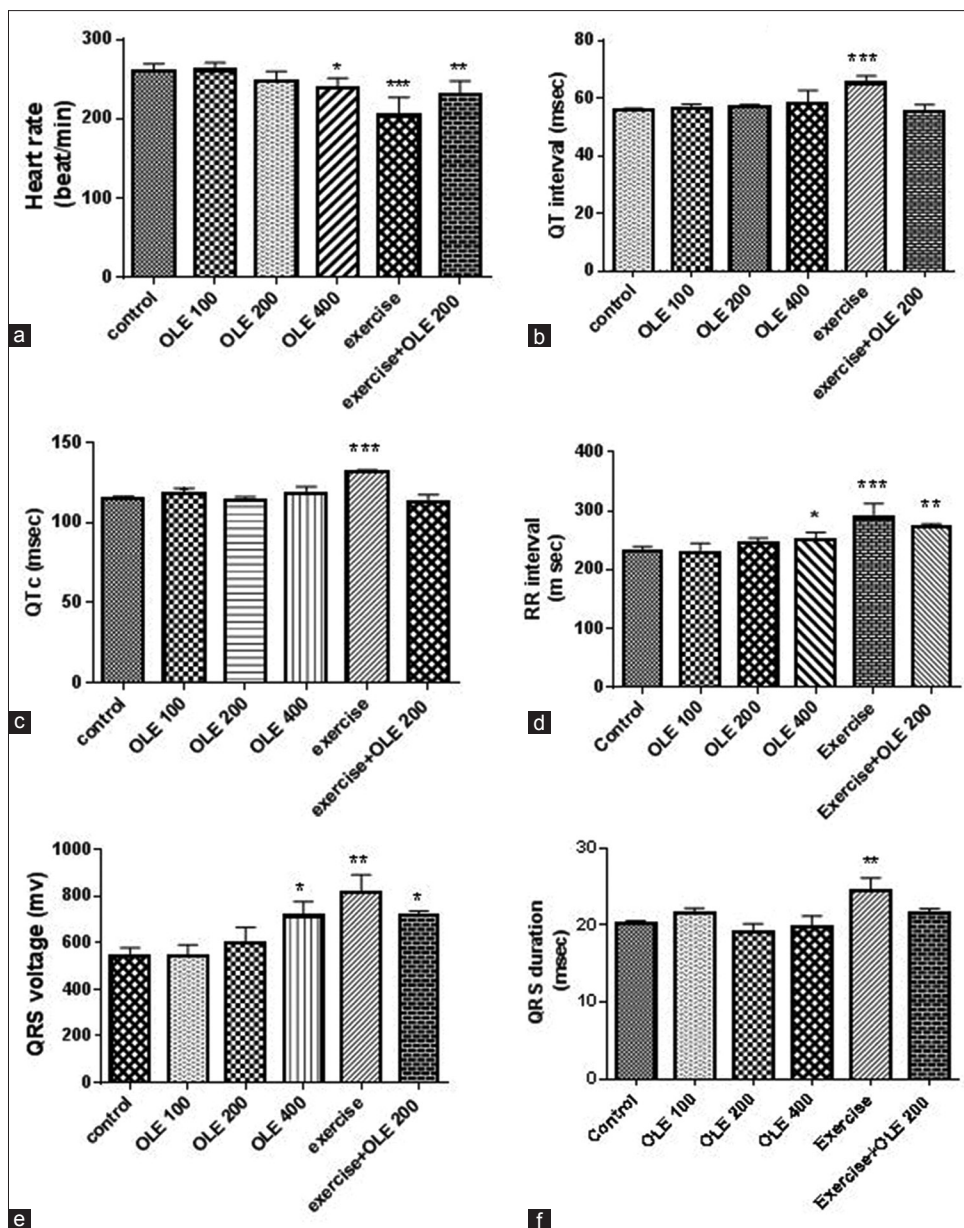 300
200
100
0
Heart rate
(beat/min)
*
***
**
control
OLE 100
OLE 200
OLE 400
exercise
exercise+OLE 200
a
80
60
40
20
0
QT interval (msec)
***
control
OLE 100
OLE 200
OLE 400
exercise
exercise+OLE 200
b
150
100
50
0
QTc (msec)
***
control
OLE 100
OLE 200
OLE 400
exercise
exercise+OLE 200
c
400
300
200
100
0
RR interval
(m sec)
*
***
**
Control
OLE 100
OLE 200
OLE 400
Exercise
Exercise+OLE 200
d
1000
800
600
400
200
0
QRS voltage (mv)
*
**
*
control
OLE 100
OLE 200
OLE 400
exercise
exercise+OLE 200
e
30
20
10
0
QRS duration
(msec)
**
Control
OLE 100
OLE 200
OLE 400
Exercise
Exercise+OLE 200
f